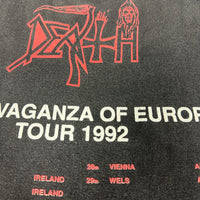 DEATH
VAGANZA OF EUROP
TOUR 1992
28th VIENNA A
IRELAND 29th WELS
IRELAND